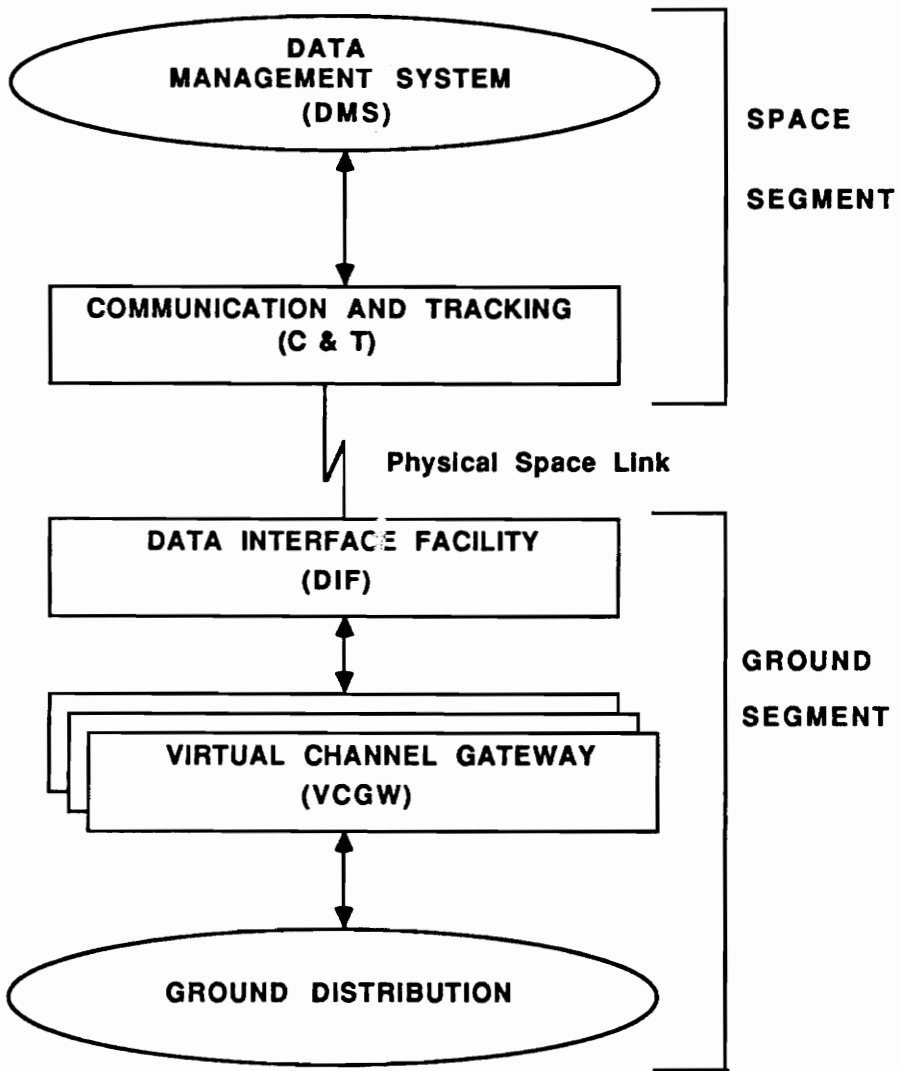 DATA
MANAGEMENT SYSTEM
(DMS)
SPACE
SEGMENT
COMMUNICATION AND TRACKING
(C & T)
Physical Space Link
DATA INTERFACE FACILITY
(DIF)
GROUND
SEGMENT
VIRTUAL CHANNEL GATEWAY
(VCGW)
GROUND DISTRIBUTION